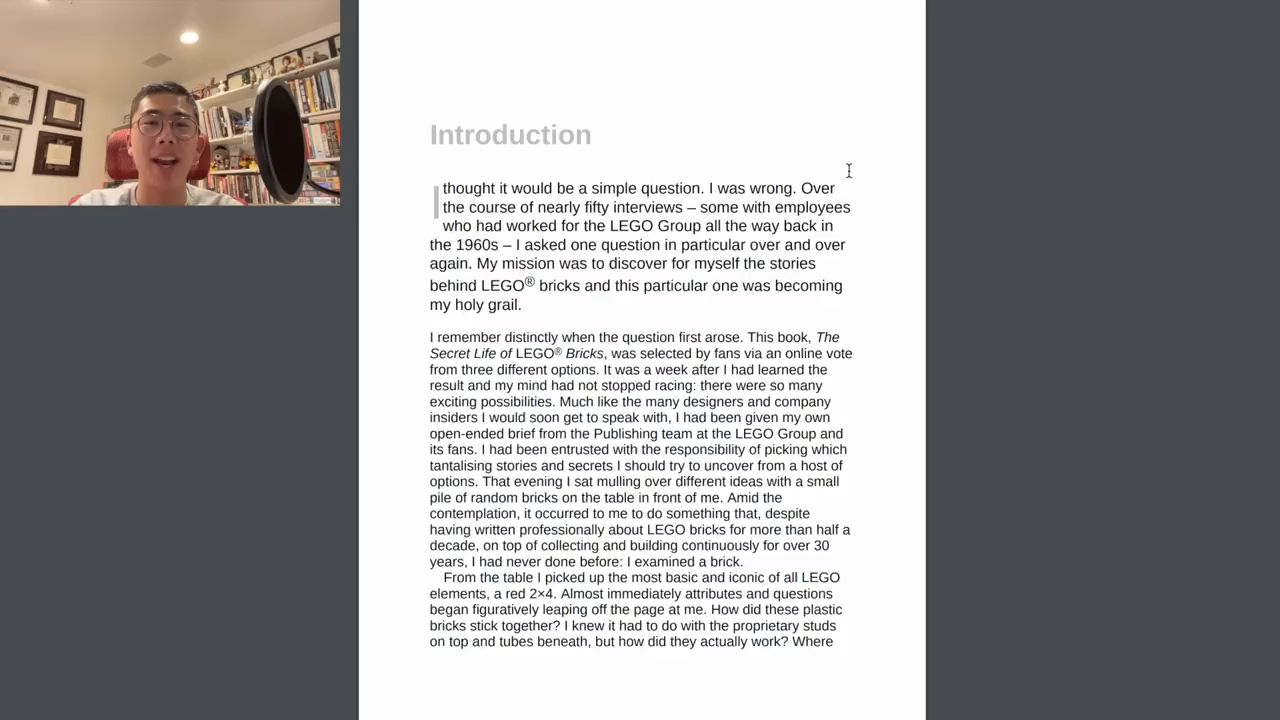 Introduction
I thought it would be a simple question. I was wrong. Over
the course of nearly fifty interviews – some with employees
who had worked for the LEGO Group all the way back in
the 1960s – I asked one question in particular over and over
again. My mission was to discover for myself the stories
behind LEGO® bricks and this particular one was becoming
my holy grail.
I remember distinctly when the question first arose. This book, The
Secret Life of LEGO® Bricks, was selected by fans via an online vote
from three different options. It was a week after I had learned the
result and my mind had not stopped racing: there were so many
exciting possibilities. Much like the many designers and company
insiders I would soon get to speak with, I had been given my own
open-ended brief from the Publishing team at the LEGO Group and
its fans. I had been entrusted with the responsibility of picking which
tantalising stories and secrets I should try to uncover from a host of
options. That evening I sat mulling over different ideas with a small
pile of random bricks on the table in front of me. Amid the
contemplation, it occurred to me to do something that, despite
having written professionally about LEGO bricks for more than half a
decade, on top of collecting and building continuously for over 30
years, I had never done before: I examined a brick.
From the table I picked up the most basic and iconic of all LEGO
elements, a red 2×4. Almost immediately attributes and questions
began figuratively leaping off the page at me. How did these plastic
bricks stick together? I knew it had to do with the proprietary studs
on top and tubes beneath, but how did they actually work? Where